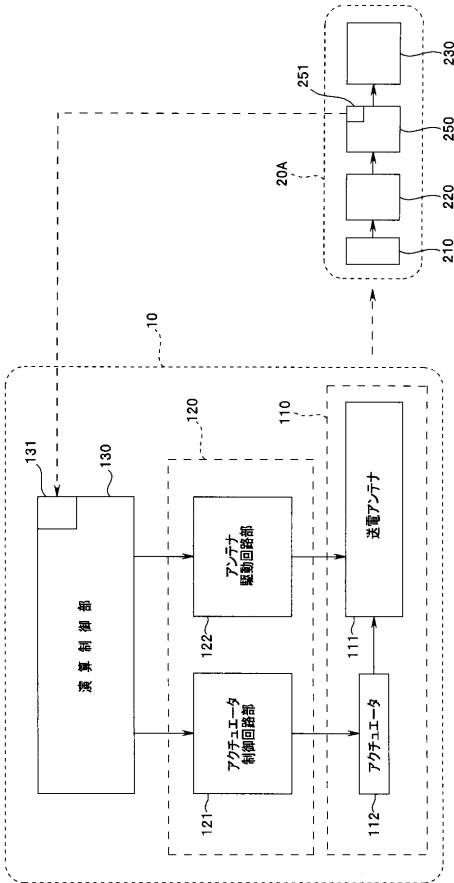 10
131
130
演算制御部
120
アクチュエータ
制御回路部
121
アンテナ
駆動回路部
122
110
アクチュエータ
112
送電アンテナ
111
20A
251
210
220
250
230